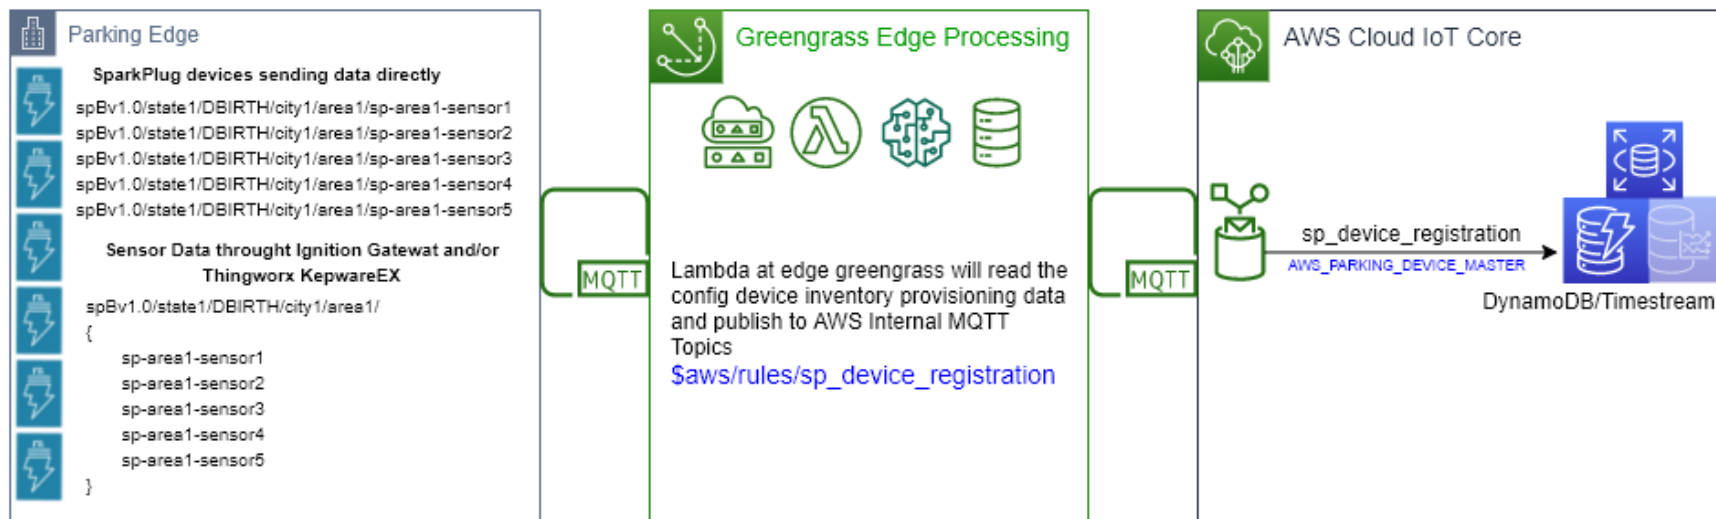 Parking Edge
SparkPlug devices sending data directly
spBv1.0/state1/DBIRTH/city1/area1/sp-area1-sensor1
spBv1.0/state1/DBIRTH/city1/area1/sp-area1-sensor2
spBv1.0/state1/DBIRTH/city1/area1/sp-area1-sensor3
spBv1.0/state1/DBIRTH/city1/area1/sp-area1-sensor4
spBv1.0/state1/DBIRTH/city1/area1/sp-area1-sensor5
Sensor Data throught Ignition Gatewat and/or
Thingworx KepwareEX
spBv1.0/state1/DBIRTH/city1/area1/
{
sp-area1-sensor1
sp-area1-sensor2
sp-area1-sensor3
sp-area1-sensor4
sp-area1-sensor5
}
MQTT
Greengrass Edge Processing
Lambda at edge greengrass will read the
config device inventory provisioning data
and publish to AWS Internal MQTT
Topics
$aws/rules/sp_device_registration
MQTT
AWS Cloud IoT Core
sp_device_registration
AWS_PARKING_DEVICE_MASTER
DynamoDB/Timestream